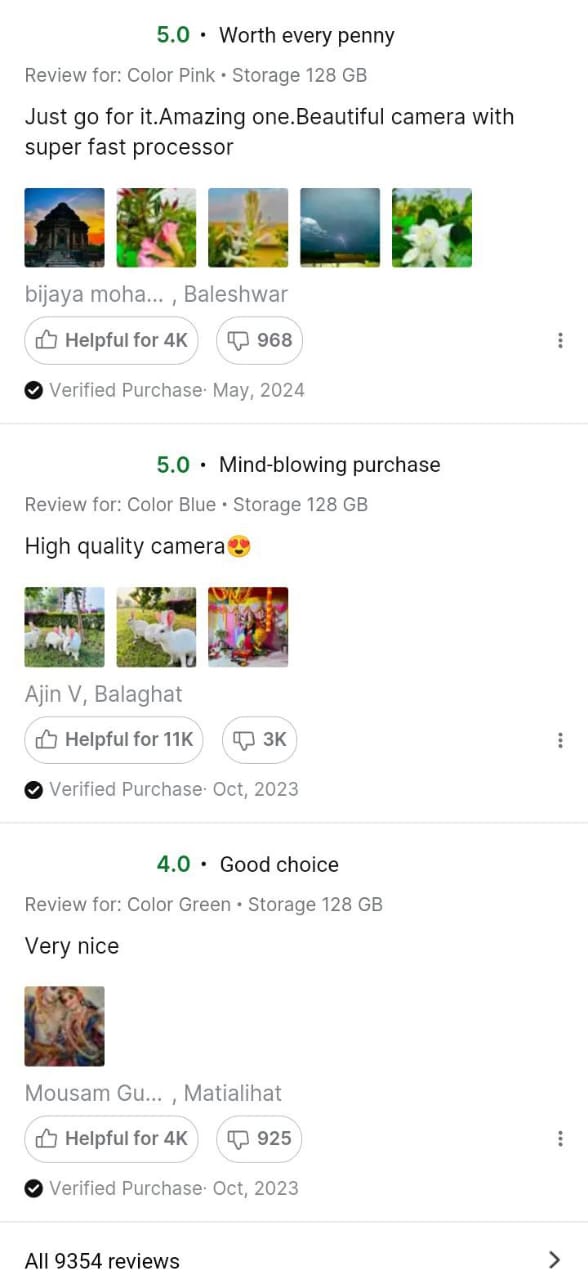 5.0 • Worth every penny
Review for: Color Pink • Storage 128 GB
Just go for it.Amazing one.Beautiful camera with
super fast processor
bijaya moha... , Baleshwar
Helpful for 4K 968
Verified Purchase· May, 2024
5.0 • Mind-blowing purchase
Review for: Color Blue • Storage 128 GB
High quality camera😍
Ajin V, Balaghat
Helpful for 11K 3K
Verified Purchase· Oct, 2023
4.0 • Good choice
Review for: Color Green • Storage 128 GB
Very nice
Mousam Gu... , Matialihat
Helpful for 4K 925
Verified Purchase· Oct, 2023
All 9354 reviews